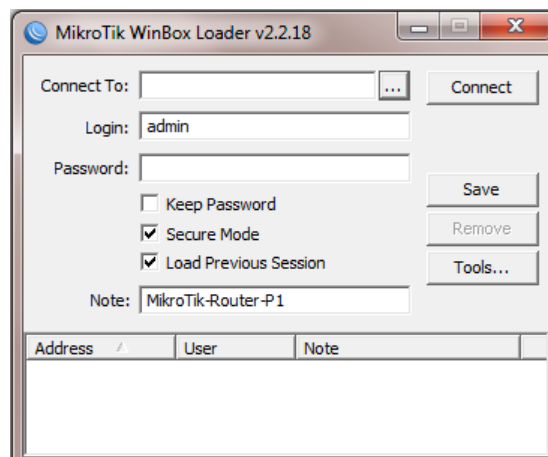 MikroTik WinBox Loader v2.2.18
Connect To: ... Connect
Login: admin
Password:
Keep Password Save
Secure Mode Remove
Load Previous Session Tools...
Note: MikroTik-Router-P1
Address User Note